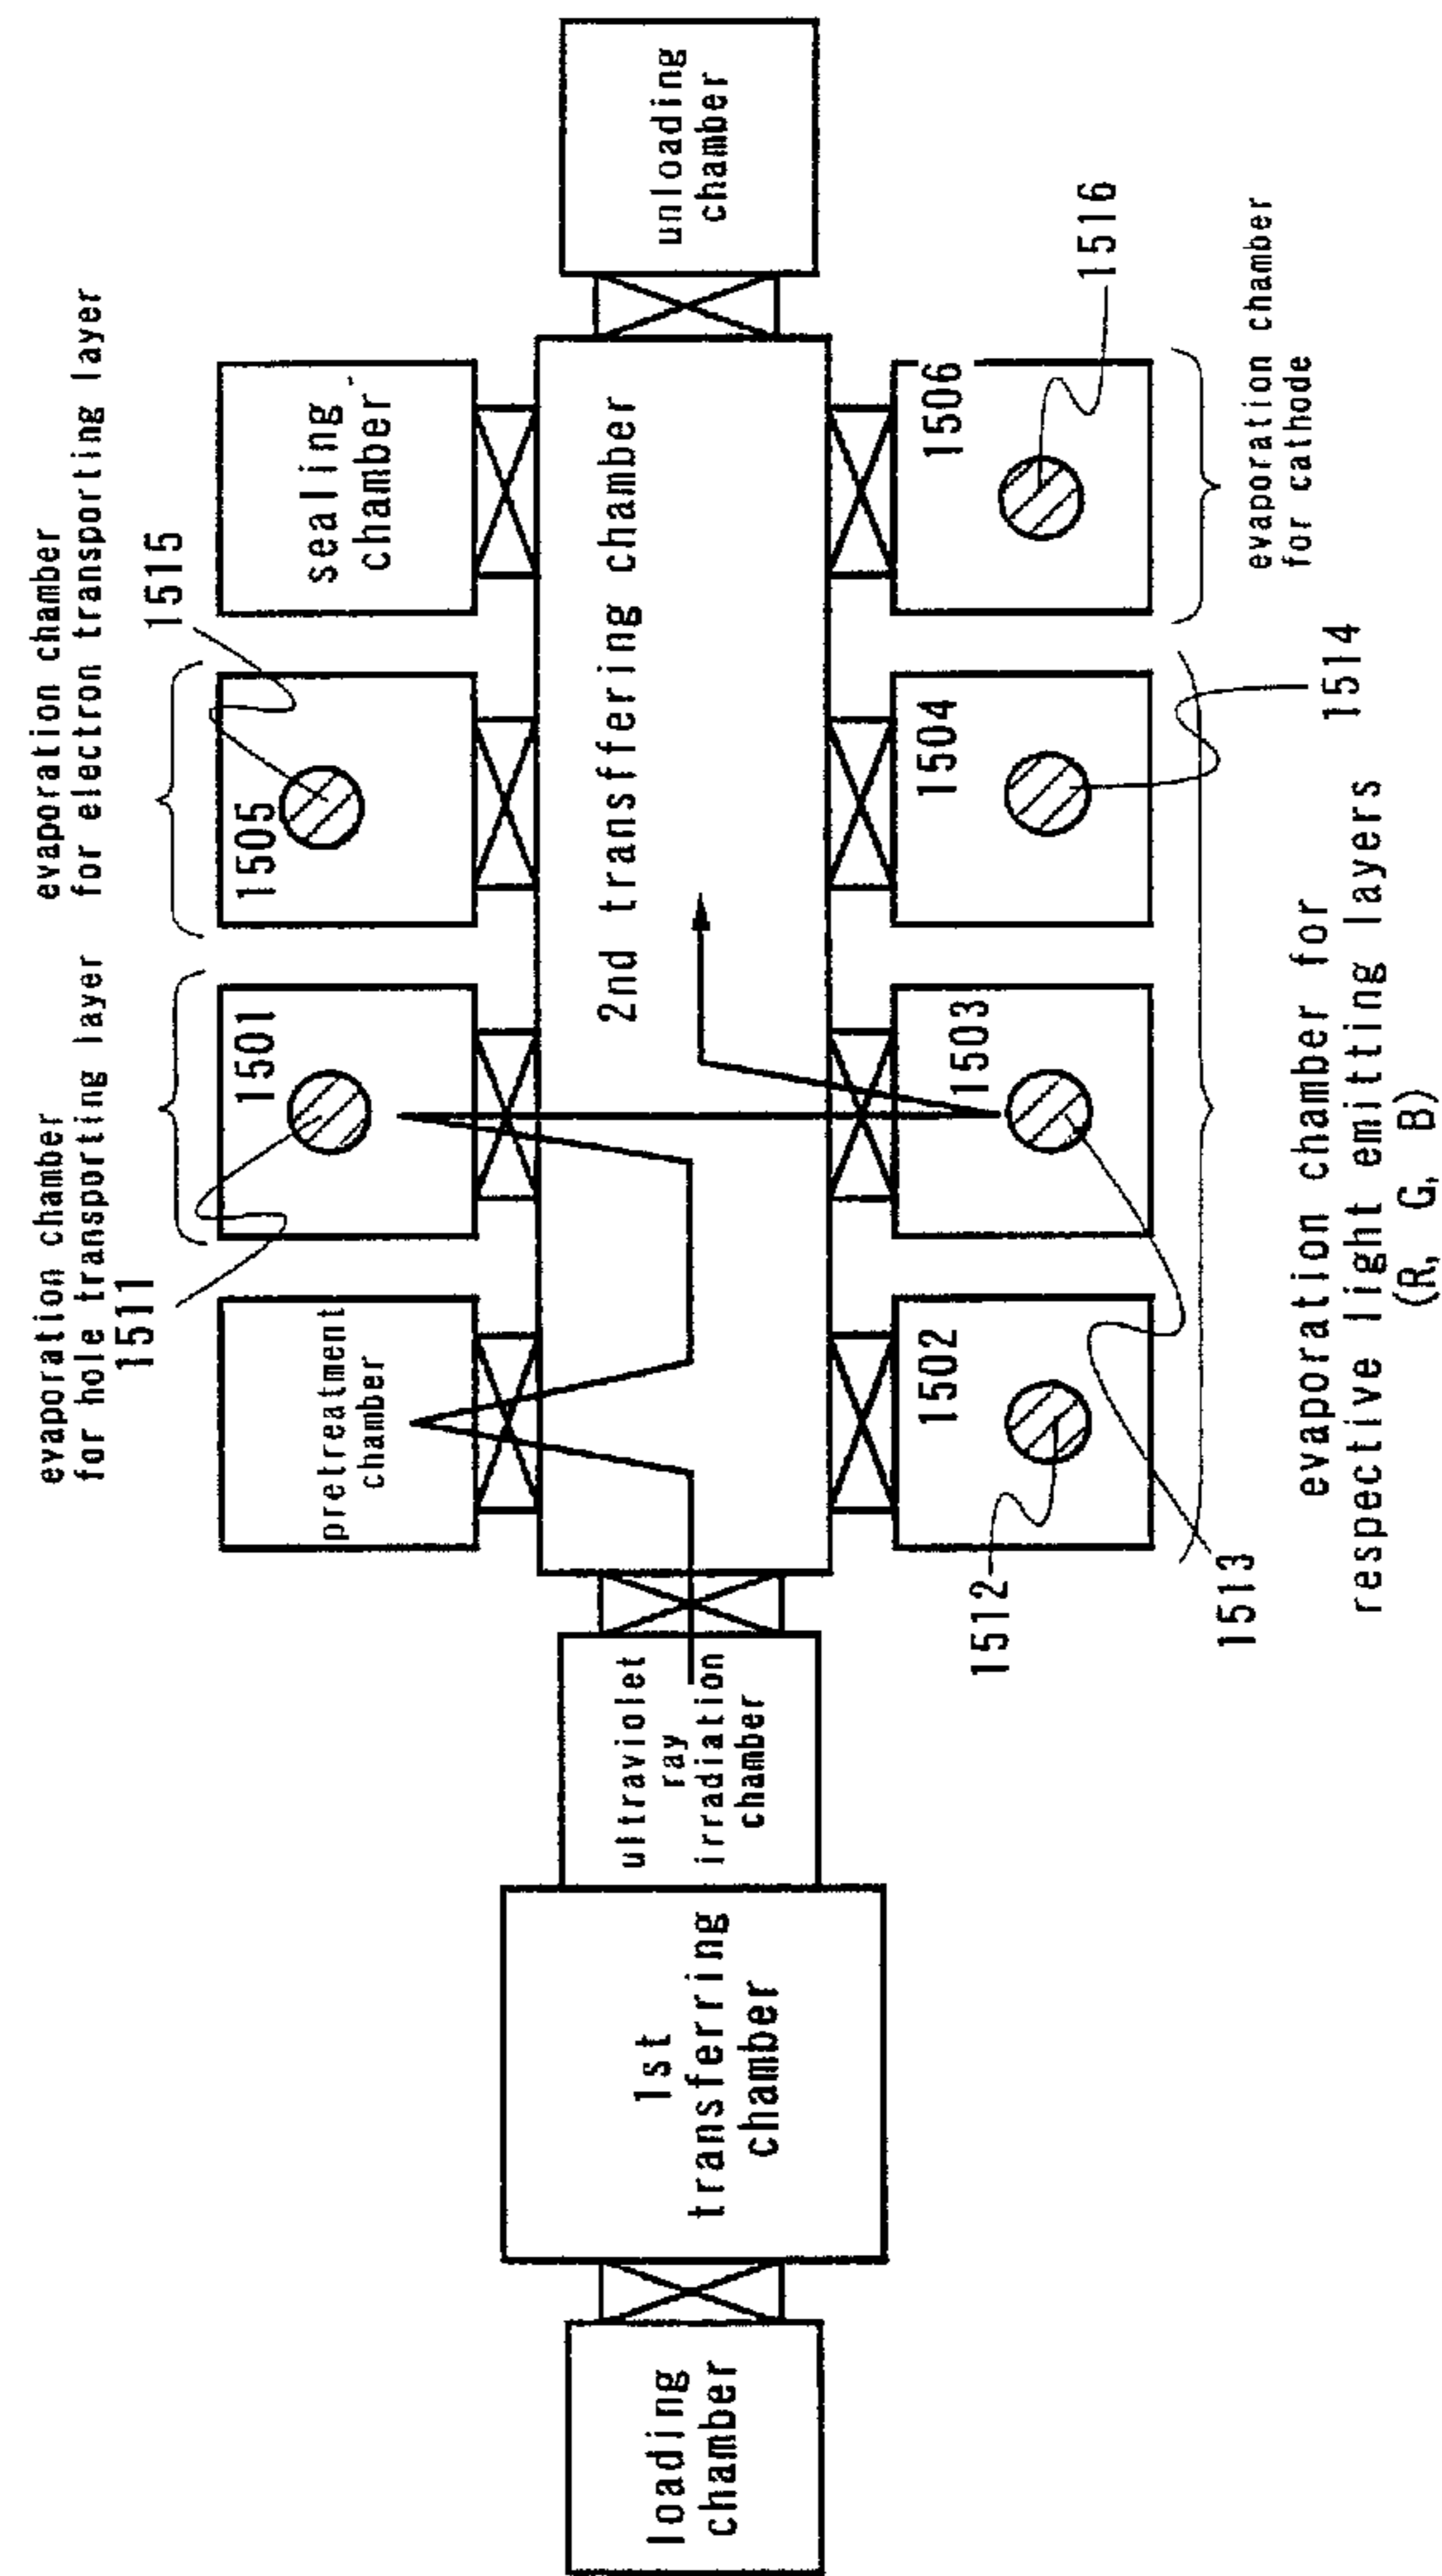 evaporation chamber
for hole transporting layer
1511
evaporation chamber
for electron transporting layer
1515
pretreatment
chamber
1501
1505
sealing
chamber
loading
chamber
1st
transferring
chamber
ultraviolet
ray
irradiation
chamber
2nd transffering chamber
unloading
chamber
1502
1503
1504
1506
1512
1513
1514
1516
evaporation chamber for
respective light emitting layers
(R, G, B)
evaporation chamber
for cathode